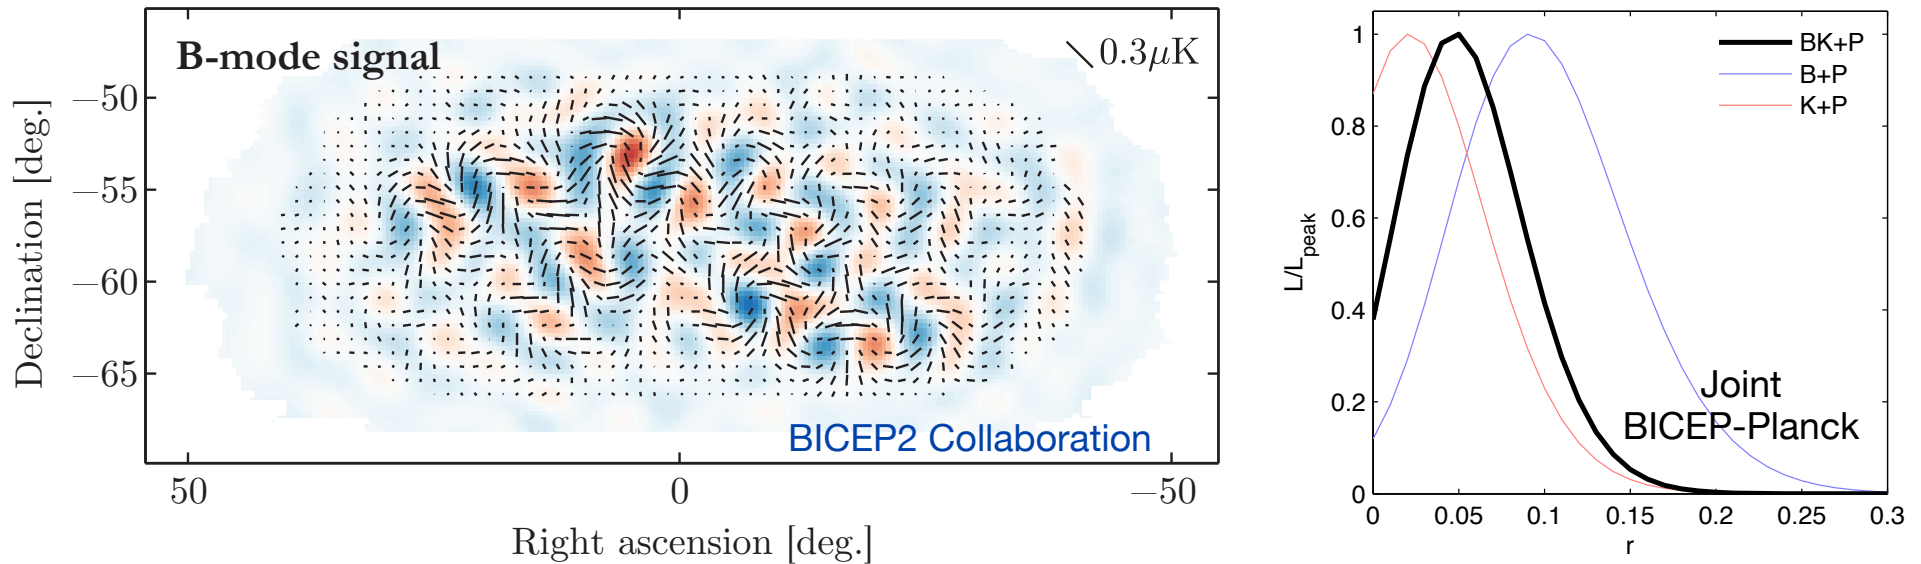 B-mode signal
0.3μK
Declination [deg.]
−50
−55
−60
−65
BICEP2 Collaboration
50
0
−50
Right ascension [deg.]
L/Lpeak
1
0.8
0.6
0.4
0.2
0
BK+P
B+P
K+P
Joint
BICEP-Planck
0
0.05
0.1
0.15
0.2
0.25
0.3
r